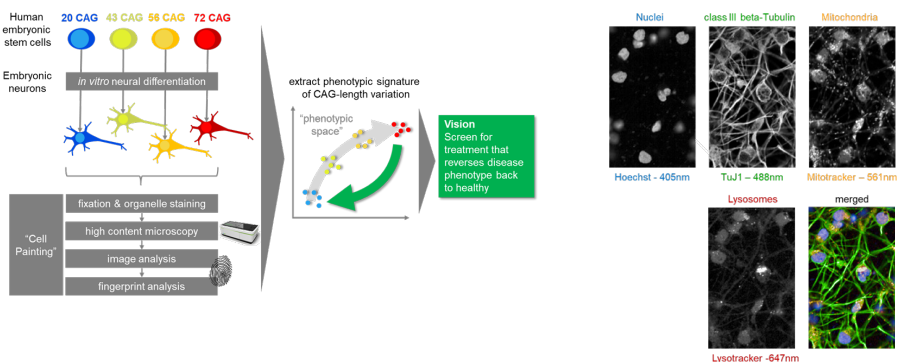 Human
embryonic
stem cells
20 CAG
43 CAG
56 CAG
72 CAG
Embryonic
neurons
in vitro neural differentiation
"Cell
Painting"
fixation & organelle staining
high content microscopy
image analysis
fingerprint analysis
extract phenotypic signature
of CAG-length variation
"phenotypic
space"
Vision
Screen for
treatment that
reverses disease
phenotype back
to healthy
Nuclei
class III beta-Tubulin
Mitochondria
Hoechst - 405nm
TuJ1 – 488nm
Mitotracker – 561nm
Lysosomes
merged
Lysotracker -647nm